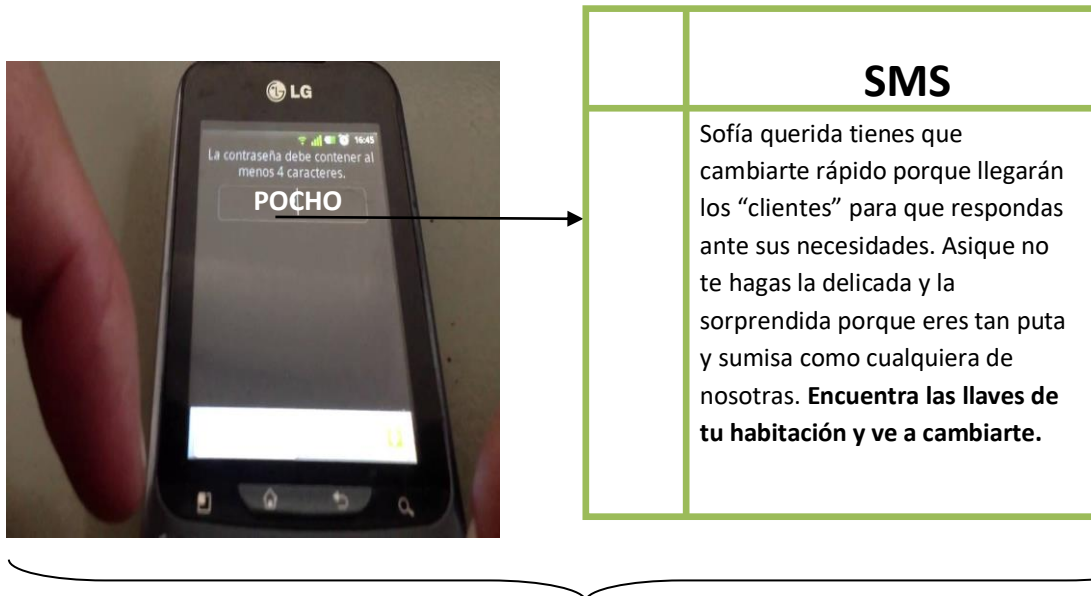 LG
16:45
La contraseña debe contener al
menos 4 caracteres.
POCHO
SMS
Sofía querida tienes que
cambiarte rápido porque llegarán
los “clientes” para que respondas
ante sus necesidades. Asique no
te hagas la delicada y la
sorprendida porque eres tan puta
y sumisa como cualquiera de
nosotras. Encuentra las llaves de
tu habitación y ve a cambiarte.